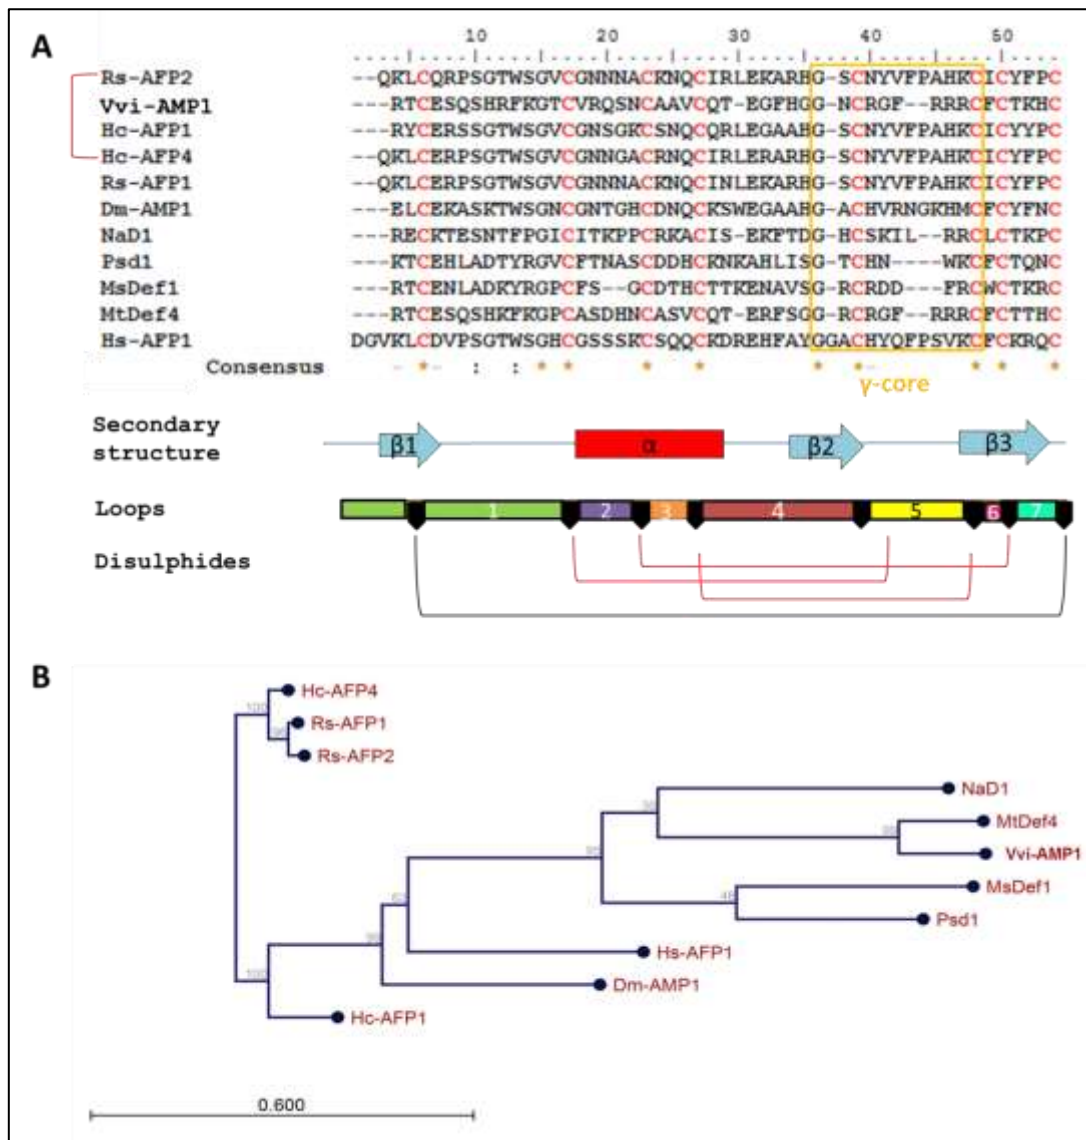 A
10 20 30 40 50
Rs-AFP2 --QKLCQRPSGTWSGVCGNNNACKNQCIRLEKARHG-SCNYVFPAHKCICYFPC
Vvi-AMP1 ---RTCESQSHRFKGTCVRQSNCAAVCQT-EGFHGGNCRGF--RRRCFCTKHC
Hc-AFP1 ---RYCERSSGTWSGVCGNSGKCSNQCQRLEGAAHG-SCNYVFPAHKCICYYPC
Hc-AFP4 --QKLCERPSGTWSGVCGNNGACRNQCIRLERARHG-SCNYVFPAHKCICYFPC
Rs-AFP1 --QKLCERPSGTWSGVCGNNNACKNQCINLEKARHG-SCNYVFPAHKCICYFPC
Dm-AMP1 ---ELCEKASKTWSGNCGNTGHCDNQCKSWEGAAHG-ACHVRNGKHMCFCYFNC
NaD1 ---RECKTESNTFPGICITKPPCRKACIS-EKFTDG-HCSKIL--RRCLCTKPC
Psd1 ---KTCEHLADTYRGVCFTNASCDDHCKNKAHLISG-TCHN----WKCFCTQNC
MsDef1 ---RTCENLADKYRGPCFS--GCDTHCTTKENAVSG-RCRDD---FRCWCTKRC
MtDef4 ---RTCESQSHKFKGPCASDHNCASVCQT-ERFSGG-RCRGF--RRRCFCTTHC
Hs-AFP1 DGVKLCDVPSGTWSGHCGSSSKCSQQCKDREHFAYGGACHYQFPSVKCFCKRQC
Consensus * : : * * * * * * * * *
γ-core
Secondary
structure
β1 α β2 β3
Loops
1 2 3 4 5 6 7
Disulphides
B
Hc-AFP4
100
Rs-AFP1
Rs-AFP2
NaD1
MtDef4
Vvi-AMP1
MsDef1
Psd1
Hs-AFP1
Dm-AMP1
100
Hc-AFP1
0.600